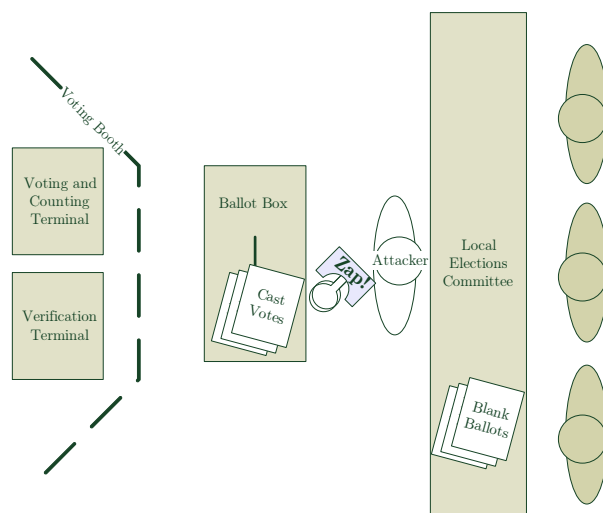 Voting Booth
Voting and
Counting
Terminal
Verification
Terminal
Ballot Box
Cast
Votes
Zap!
Attacker
Local
Elections
Committee
Blank
Ballots